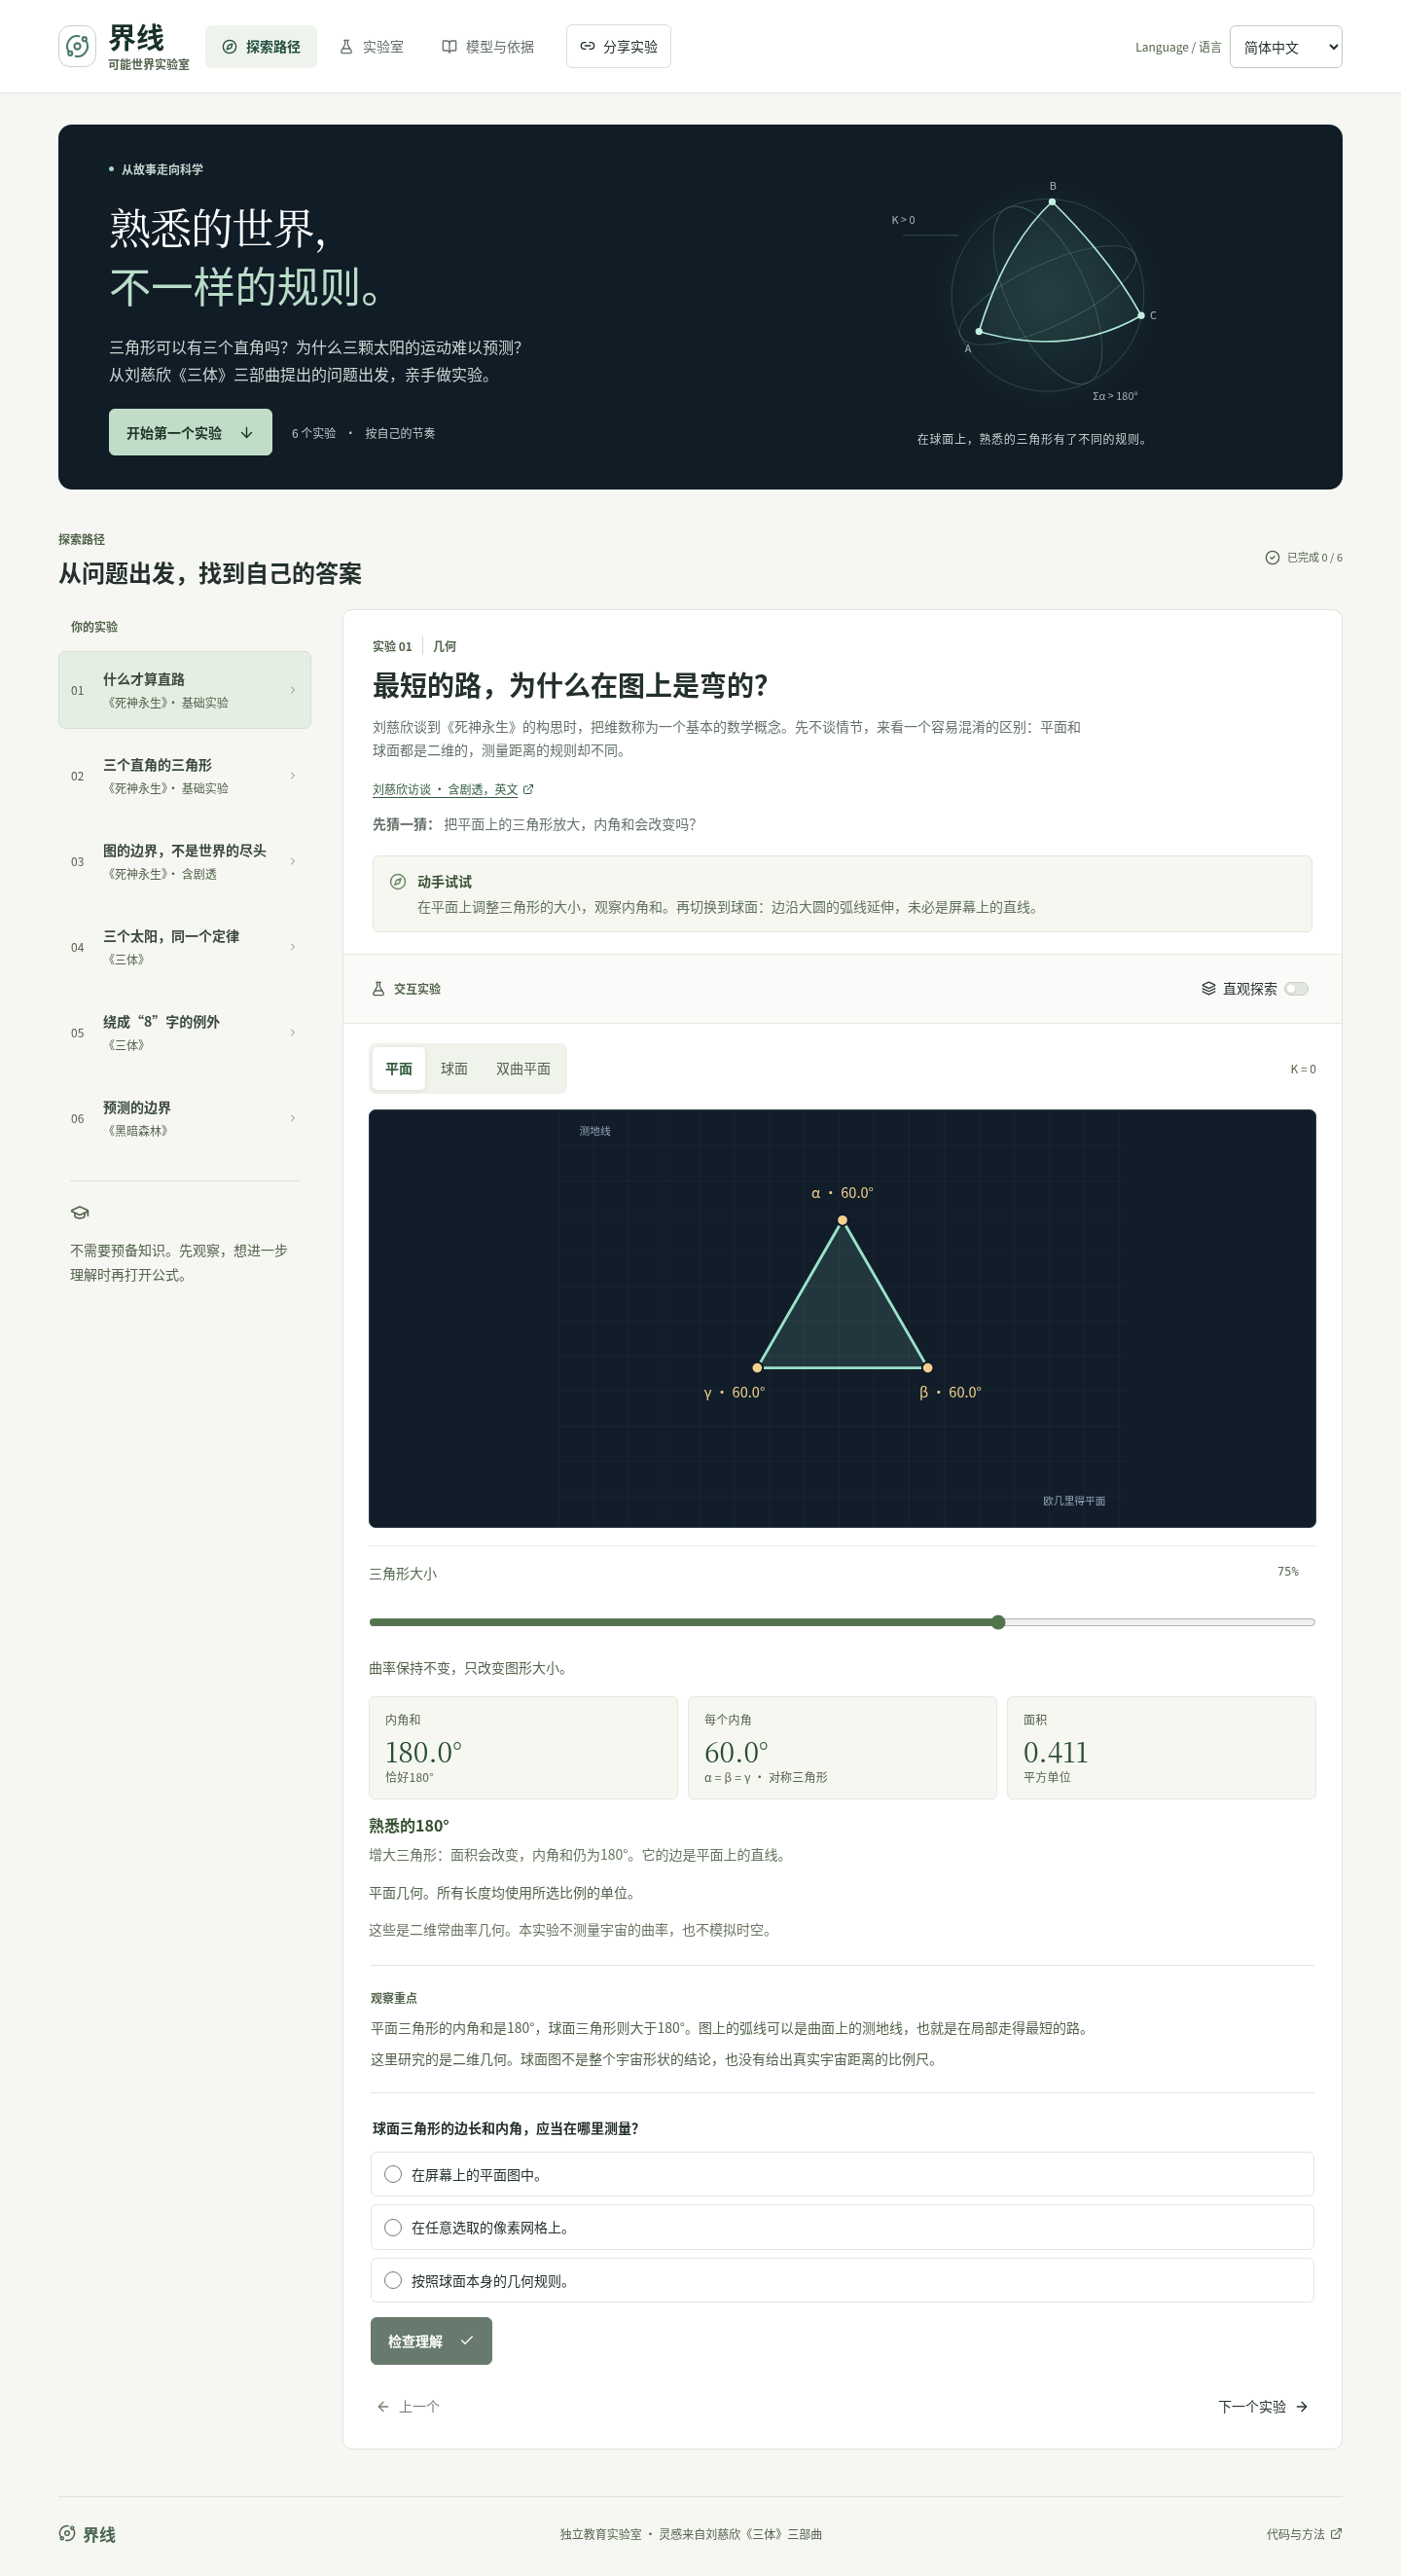 界线
可能世界实验室
探索路径
实验室
模型与依据
分享实验
Language / 语言
简体中文
从故事走向科学
熟悉的世界，
不一样的规则。
三角形可以有三个直角吗？为什么三颗太阳的运动难以预测？
从刘慈欣《三体》三部曲提出的问题出发，亲手做实验。
开始第一个实验
6 个实验 · 按自己的节奏
K > 0
B
C
A
Σα > 180°
在球面上，熟悉的三角形有了不同的规则。
探索路径
从问题出发，找到自己的答案
已完成 0 / 6
你的实验
01
什么才算直路
《死神永生》· 基础实验
02
三个直角的三角形
《死神永生》· 基础实验
03
图的边界，不是世界的尽头
《死神永生》· 含剧透
04
三个太阳，同一个定律
《三体》
05
绕成“8”字的例外
《三体》
06
预测的边界
《黑暗森林》
不需要预备知识。先观察，想进一步
理解时再打开公式。
实验 01
几何
最短的路，为什么在图上是弯的？
刘慈欣谈到《死神永生》的构思时，把维数称为一个基本的数学概念。先不谈情节，来看一个容易混淆的区别：平面和
球面都是二维的，测量距离的规则却不同。
刘慈欣访谈 · 含剧透，英文
先猜一猜： 把平面上的三角形放大，内角和会改变吗？
动手试试
在平面上调整三角形的大小，观察内角和。再切换到球面：边沿大圆的弧线延伸，未必是屏幕上的直线。
交互实验
直观探索
平面
球面
双曲平面
K = 0
测地线
α · 60.0°
γ · 60.0°
β · 60.0°
欧几里得平面
三角形大小
75%
曲率保持不变，只改变图形大小。
内角和
180.0°
恰好180°
每个内角
60.0°
α = β = γ · 对称三角形
面积
0.411
平方单位
熟悉的180°
增大三角形：面积会改变，内角和仍为180°。它的边是平面上的直线。
平面几何。所有长度均使用所选比例的单位。
这些是二维常曲率几何。本实验不测量宇宙的曲率，也不模拟时空。
观察重点
平面三角形的内角和是180°，球面三角形则大于180°。图上的弧线可以是曲面上的测地线，也就是在局部走得最短的路。
这里研究的是二维几何。球面图不是整个宇宙形状的结论，也没有给出真实宇宙距离的比例尺。
球面三角形的边长和内角，应当在哪里测量？
在屏幕上的平面图中。
在任意选取的像素网格上。
按照球面本身的几何规则。
检查理解
上一个
下一个实验
界线
独立教育实验室 · 灵感来自刘慈欣《三体》三部曲
代码与方法